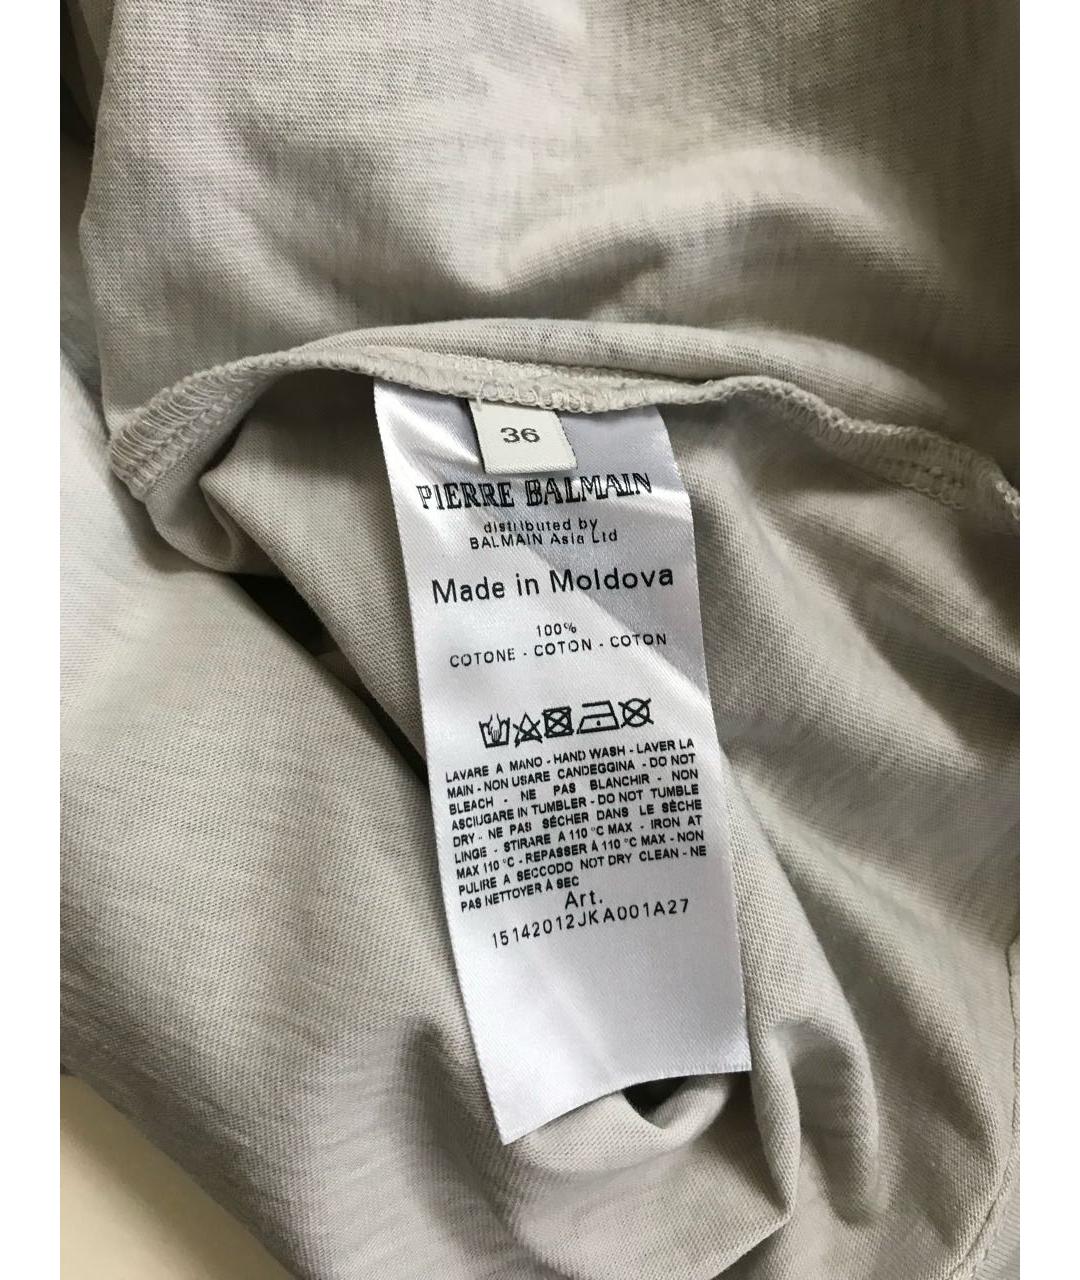 36
PIERRE BALMAIN
distributed by
BALMAIN Asia Ltd
Made in Moldova
100%
COTONE - COTON - COTON
LAVARE A MANO - HAND WASH - LAVER LA
MAIN - NON USARE CANDEGGINA - DO NOT
BLEACH - NE PAS BLANCHIR - NON
ASCIUGARE IN TUMBLER - DO NOT TUMBLE
DRY - NE PAS SÉCHER DANS LE SÈCHE
LINGE - STIRARE A 110 °C MAX - IRON AT
MAX 110 °C - REPASSER À 110 °C MAX - NON
PULIRE A SECCODO NOT DRY CLEAN - NE
PAS NETTOYER À SEC
Art.
15142012JKA001A27